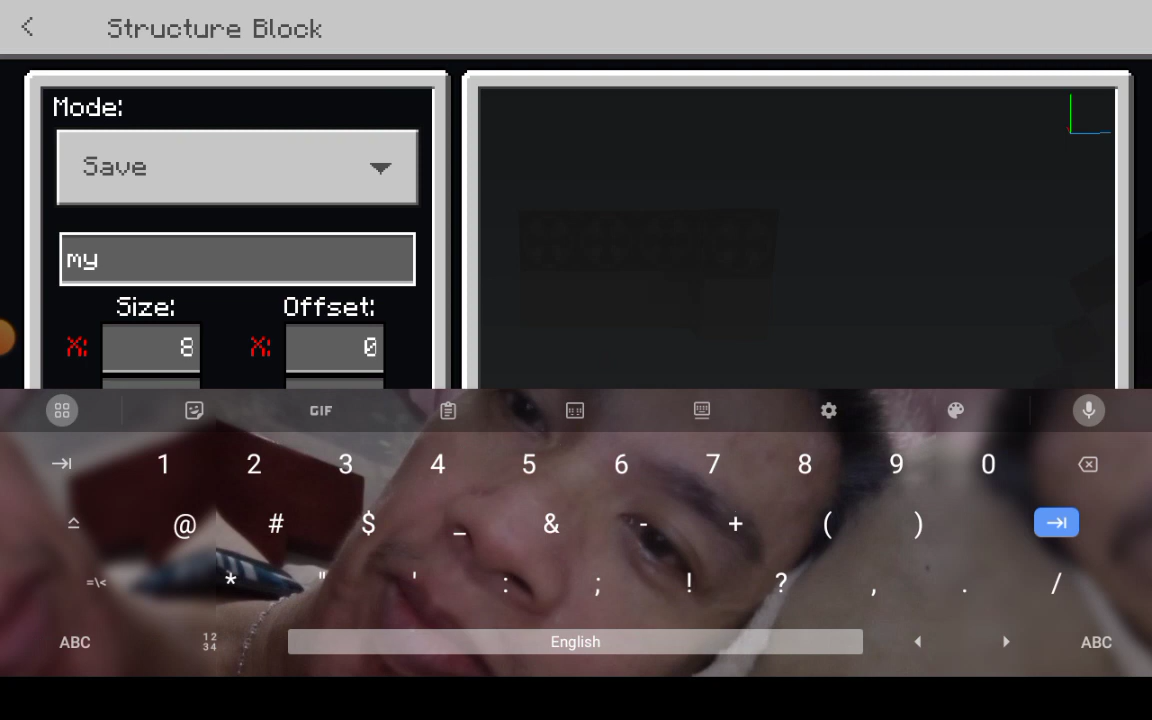 Structure Block
Mode:
Save
my
Size: Offset:
X: 8 X: 0
GIF
1 2 3 4 5 6 7 8 9 0
@ # $ _ & - + ( )
=\< * " ' : ; ! ? , . /
ABC 12 34 English ABC